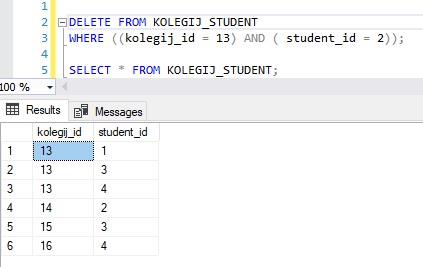 1
2 DELETE FROM KOLEGIJ_STUDENT
3 WHERE ((kolegij_id = 13) AND ( student_id = 2));
4
5 SELECT * FROM KOLEGIJ_STUDENT;
100 %
Results Messages
kolegij_id student_id
1 13 1
2 13 3
3 13 4
4 14 2
5 15 3
6 16 4